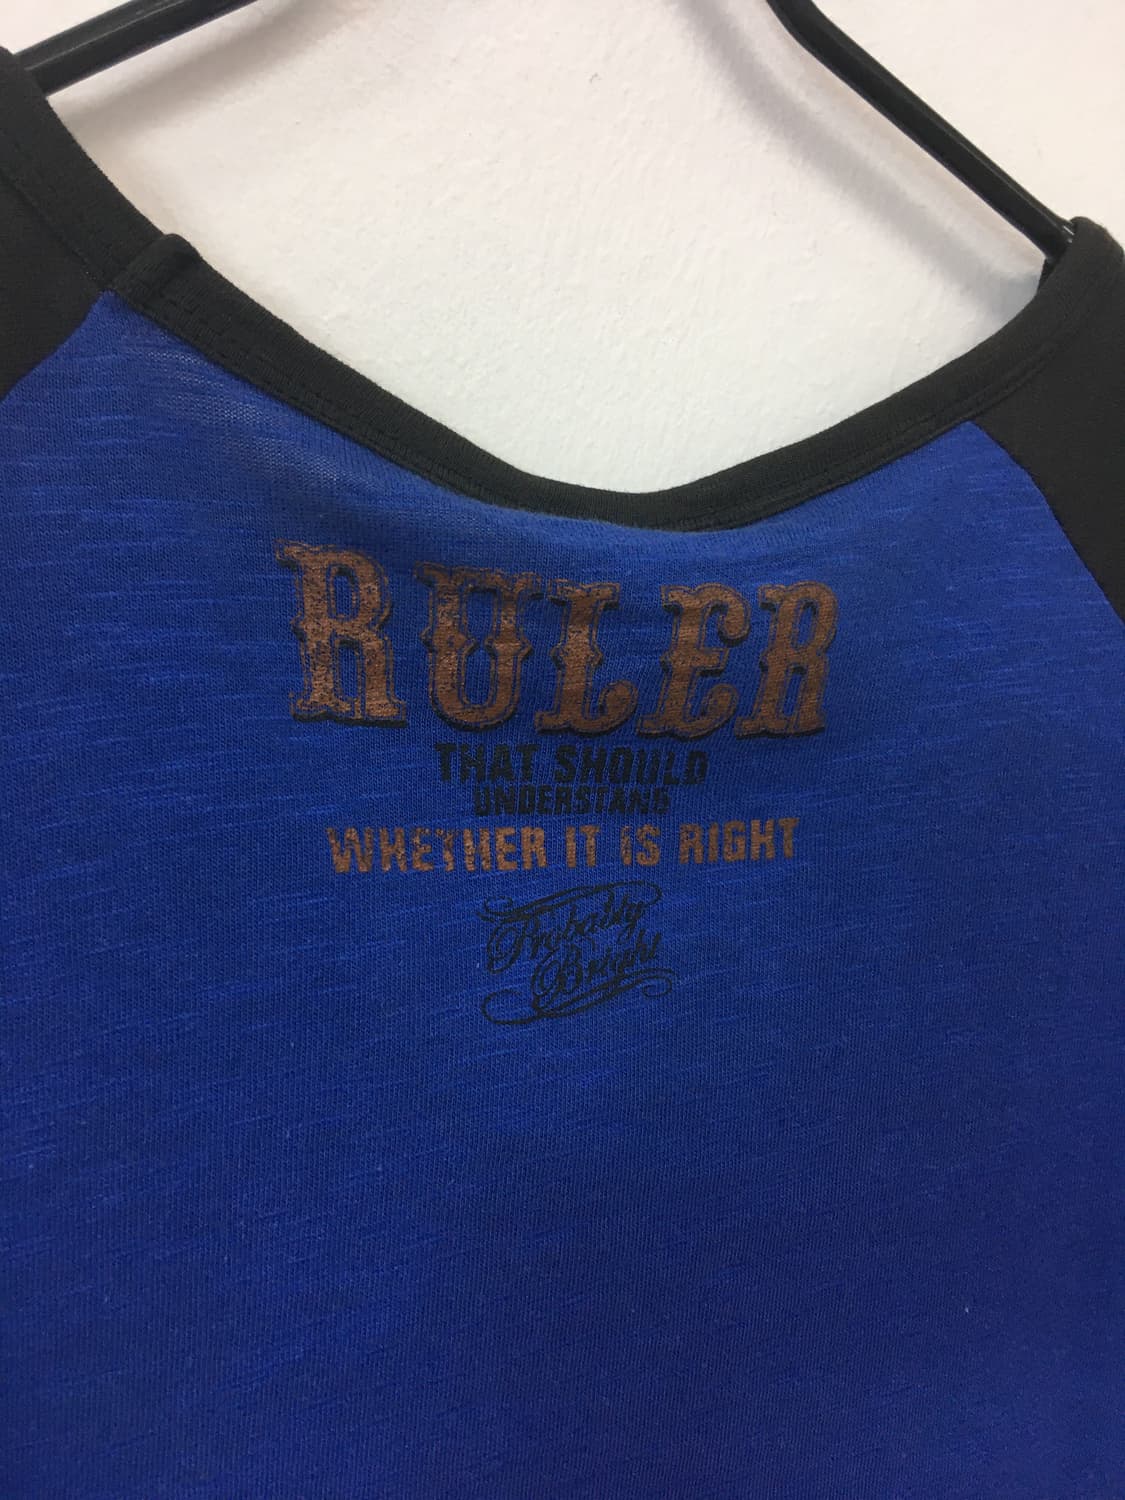 RULER
THAT SHOULD
UNDERSTAND
WHETHER IT IS RIGHT
Probably
Bright